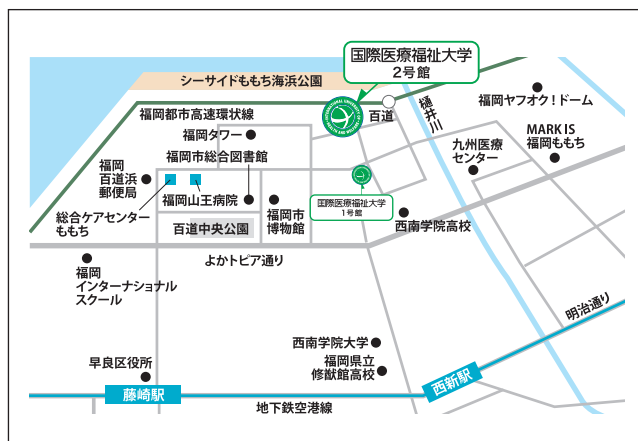 国際医療福祉大学
2号館
シーサイドももち海浜公園
福岡都市高速環状線
百道
樋井川
福岡ヤフオク!ドーム
福岡タワー
福岡市総合図書館
九州医療
センター
MARK IS
福岡ももち
福岡
百道浜
郵便局
総合ケアセンター
ももち
福岡山王病院
百道中央公園
福岡市
博物館
国際医療福祉大学
1号館
西南学院高校
よかトピア通り
福岡
インターナショナル
スクール
明治通り
西南学院大学
福岡県立
修猷館高校
早良区役所
藤崎駅
西新駅
地下鉄空港線